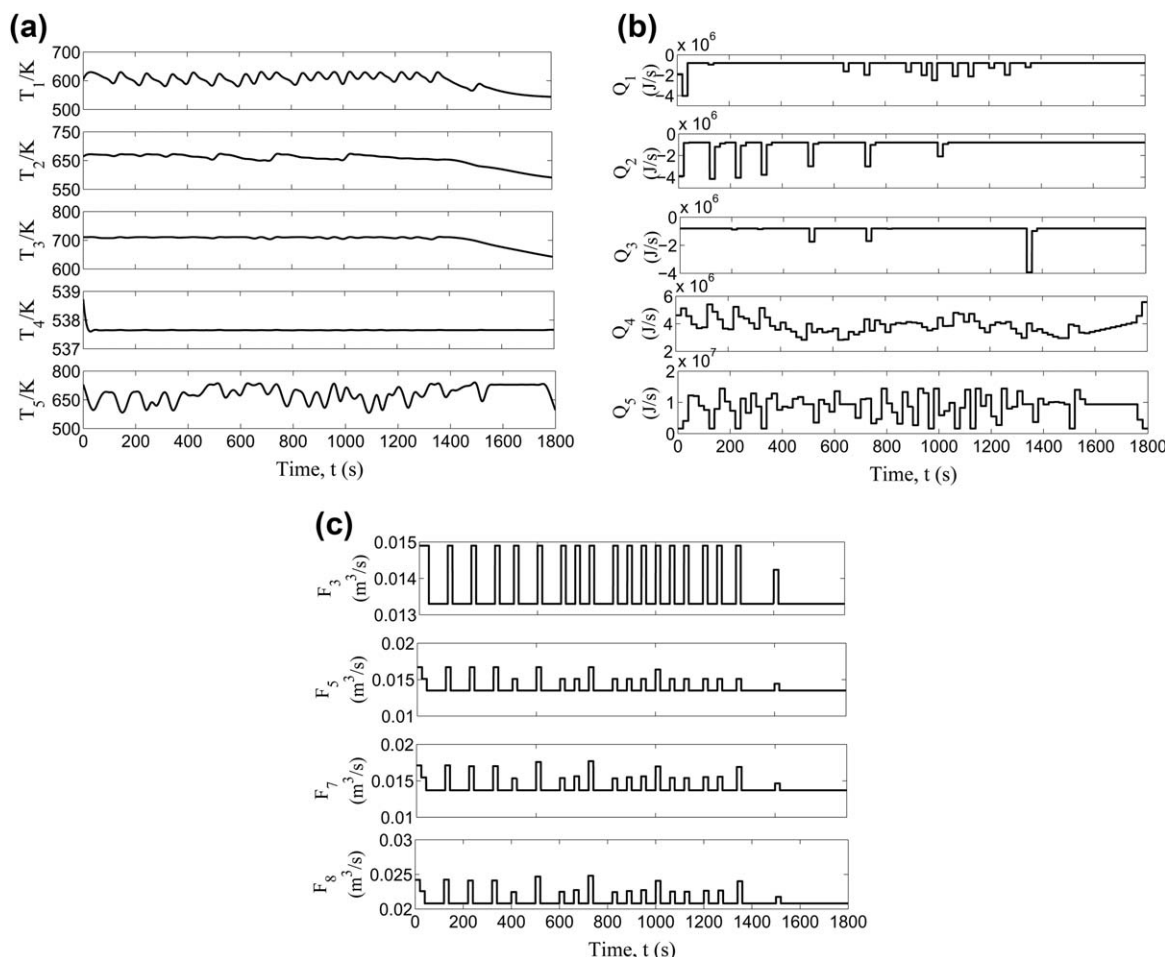 (a)
700
600
500
T1/K
750
650
550
T2/K
800
700
600
T3/K
539
538
537
T4/K
800
650
500
T5/K
0 200 400 600 800 1000 1200 1400 1600 1800
Time, t (s)
(b)
x 10^6
0
−2
−4
Q1
(J/s)
x 10^6
0
−2
−4
Q2
(J/s)
x 10^6
0
−2
−4
Q3
(J/s)
x 10^6
6
4
2
Q4
(J/s)
x 10^7
2
1
0
Q5
(J/s)
0 200 400 600 800 1000 1200 1400 1600 1800
Time, t (s)
(c)
0.015
0.014
0.013
F3
(m^3/s)
0.02
0.015
0.01
F5
(m^3/s)
0.02
0.015
0.01
F7
(m^3/s)
0.03
0.025
0.02
F8
(m^3/s)
0 200 400 600 800 1000 1200 1400 1600 1800
Time, t (s)